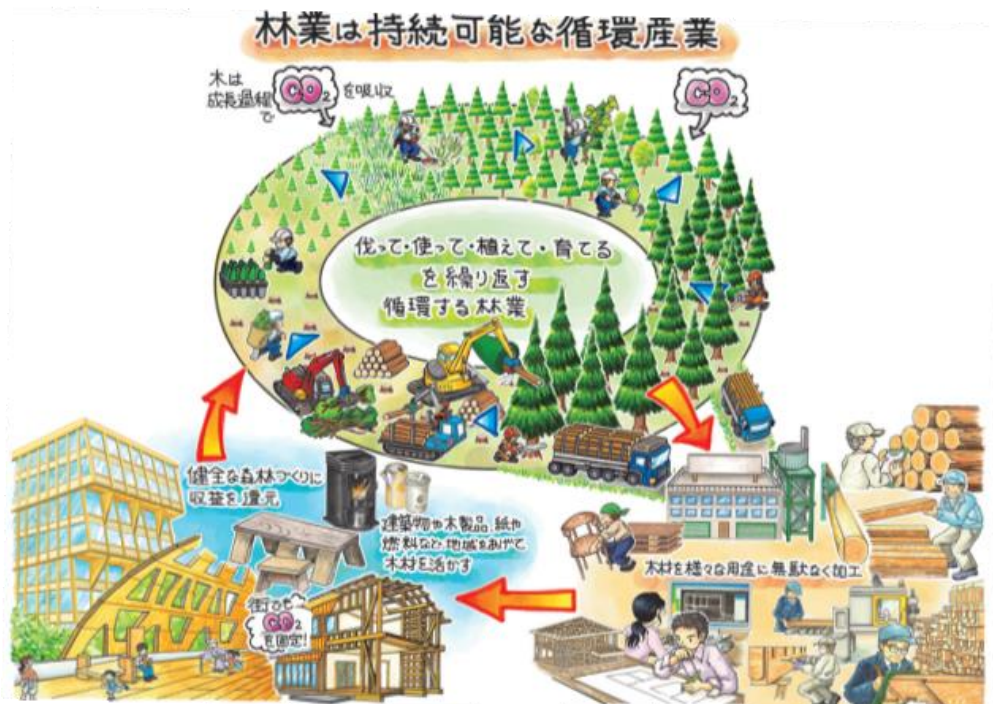 林業は持続可能な循環産業
木は
成長過程
で
CO2
を吸収
CO2
伐って・使って・植えて・育てる
を繰り返す
循環する林業
健全な森林づくりに
収益を還元
建築物や木製品、紙や
燃料など、地域をあげて
木材を活かす
木材を様々な用途に無駄なく加工
街でも
CO2
を固定!